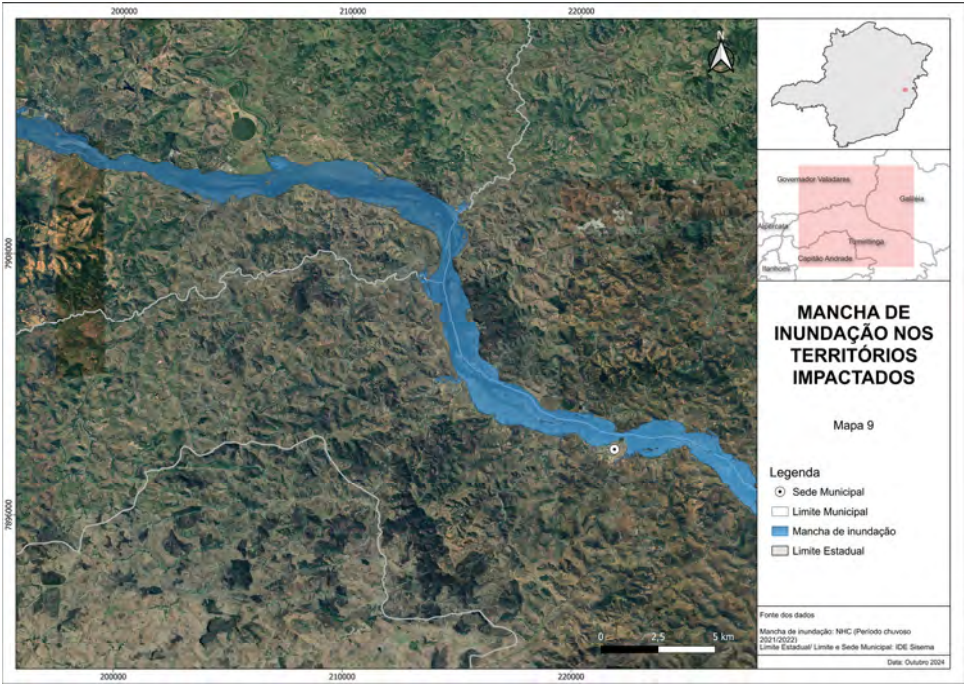 200000
210000
220000
N
7908000
7896000
0
2,5
5 km
200000
210000
220000
Governador Valadares
Galiléia
Alpercata
Tumiritinga
Capitão Andrade
Itanhomi
MANCHA DE
INUNDAÇÃO NOS
TERRITÓRIOS
IMPACTADOS
Mapa 9
Legenda
Sede Municipal
Limite Municipal
Mancha de inundação
Limite Estadual
Fonte dos dados
Mancha de inundação: NHC (Período chuvoso
2021/2022)
Limite Estadual/ Limite e Sede Municipal: IDE Sisema
Data: Outubro 2024